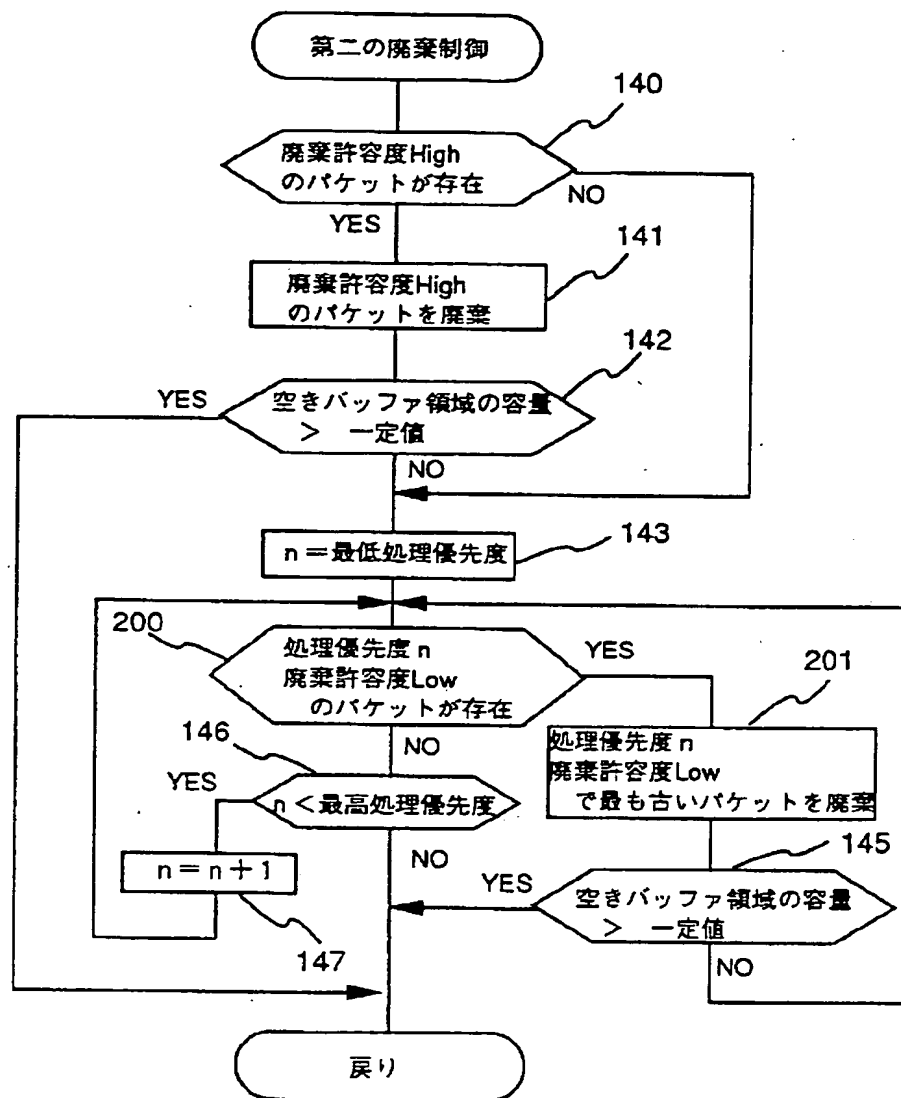 第二の廃棄制御
140
廃棄許容度High
のパケットが存在
NO
YES
141
廃棄許容度High
のパケットを廃棄
142
YES
空きバッファ領域の容量
> 一定値
NO
143
n=最低処理優先度
200
処理優先度n
廃棄許容度Low
のパケットが存在
YES
201
146
NO
処理優先度n
廃棄許容度Low
で最も古いパケットを廃棄
YES
n<最高処理優先度
145
n=n+1
NO
YES
空きバッファ領域の容量
> 一定値
147
NO
戻り